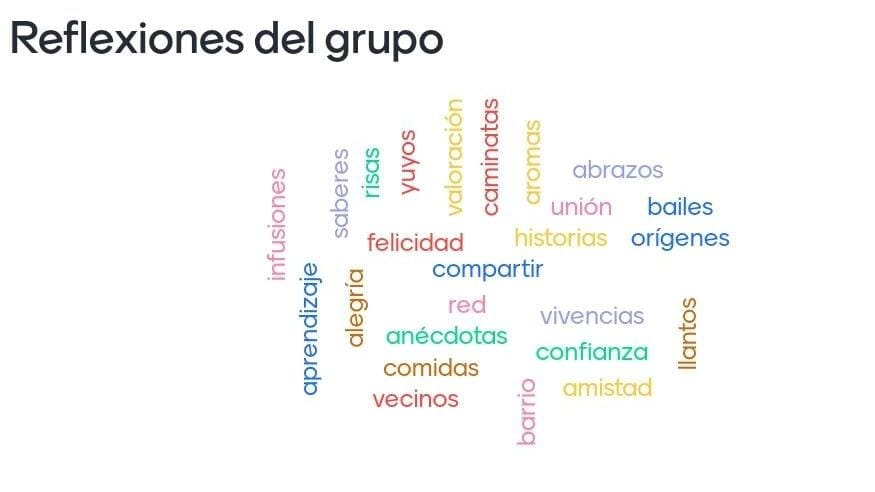 Reflexiones del grupo
infusiones
saberes
risas
yuyos
valoración
caminatas
aromas
abrazos
unión
bailes
felicidad
historias
orígenes
compartir
aprendizaje
alegría
red
vivencias
llantos
anécdotas
confianza
comidas
amistad
vecinos
barrio